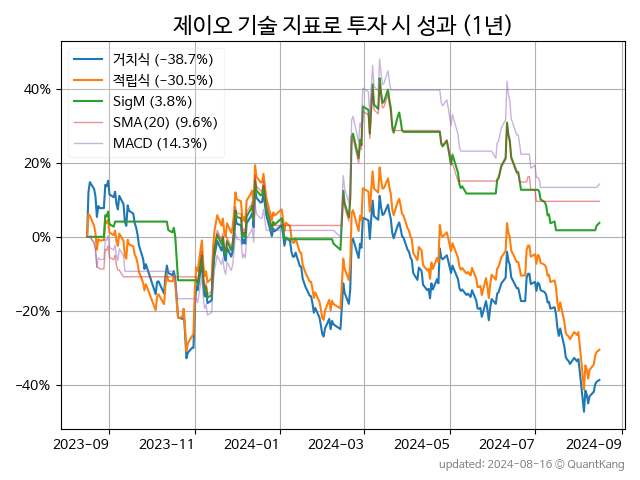 제이오 기술 지표로 투자 시 성과 (1년)
거치식 (−38.7%)
적립식 (−30.5%)
SigM (3.8%)
SMA(20) (9.6%)
MACD (14.3%)
40%
20%
0%
−20%
−40%
2023-09 2023-11 2024-01 2024-03 2024-05 2024-07 2024-09
updated: 2024-08-16 © QuantKang